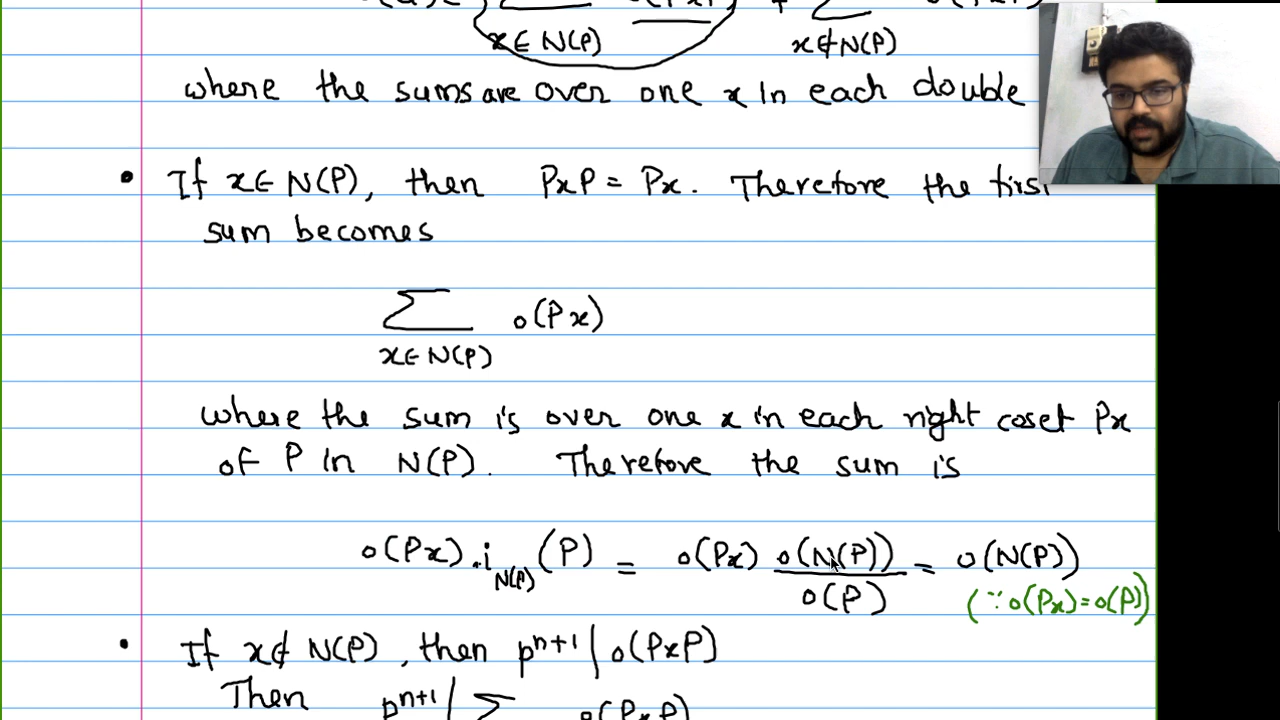 x ∈ N(P) x ∉ N(P)
where the sums are over one x in each double
• If x ∈ N(P), then PxP = Px. Therefore the first
sum becomes
∑ o(Px)
x ∈ N(P)
where the sum is over one x in each right coset Px
of P in N(P). Therefore the sum is
o(Px) . i_N(P) (P) = o(Px) o(N(P))/o(P) = o(N(P))
(∵ o(Px) = o(P))
• If x ∉ N(P), then p^{n+1} | o(PxP)
Then p^{n+1} | ∑ o(PxP)